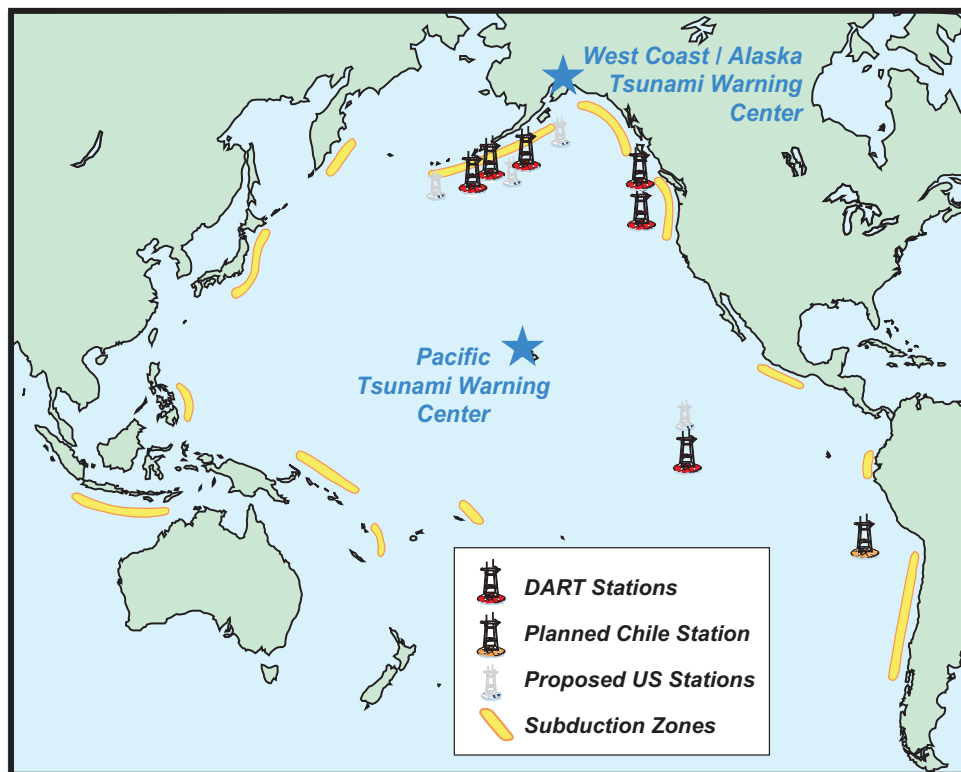 West Coast / Alaska
Tsunami Warning
Center
Pacific
Tsunami Warning
Center
DART Stations
Planned Chile Station
Proposed US Stations
Subduction Zones